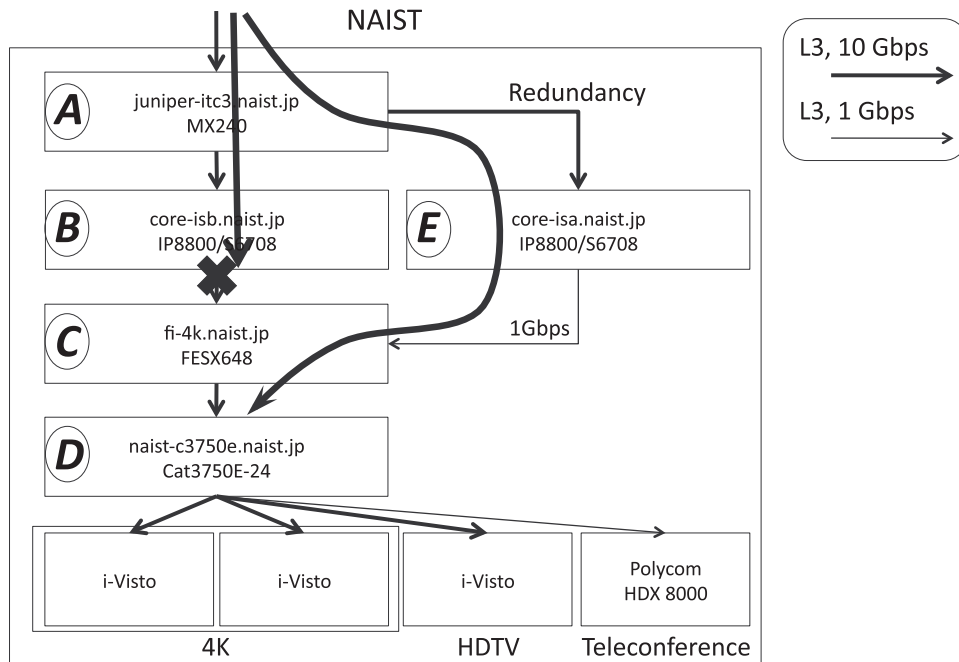 NAIST
L3, 10 Gbps
L3, 1 Gbps
A
juniper-itc3.naist.jp
MX240
Redundancy
B
core-isb.naist.jp
IP8800/S6708
E
core-isa.naist.jp
IP8800/S6708
C
fi-4k.naist.jp
FESX648
1Gbps
D
naist-c3750e.naist.jp
Cat3750E-24
i-Visto
i-Visto
i-Visto
Polycom
HDX 8000
4K
HDTV
Teleconference